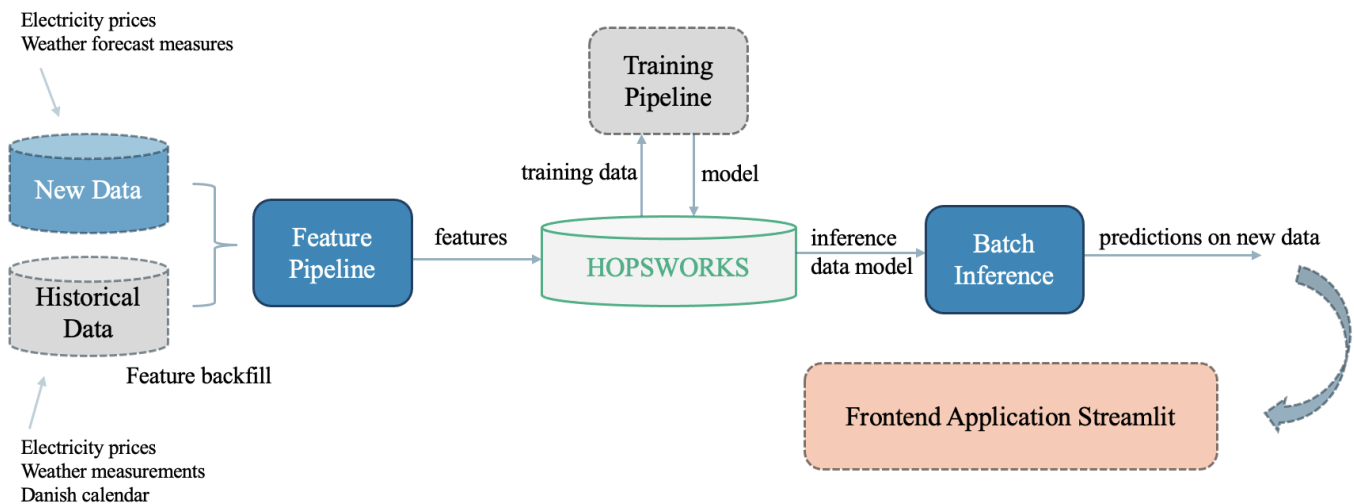 Electricity prices
Weather forecast measures
Training
Pipeline
training data
model
New Data
Feature
Pipeline
features
HOPSWORKS
inference
data model
Batch
Inference
predictions on new data
Historical
Data
Feature backfill
Frontend Application Streamlit
Electricity prices
Weather measurements
Danish calendar